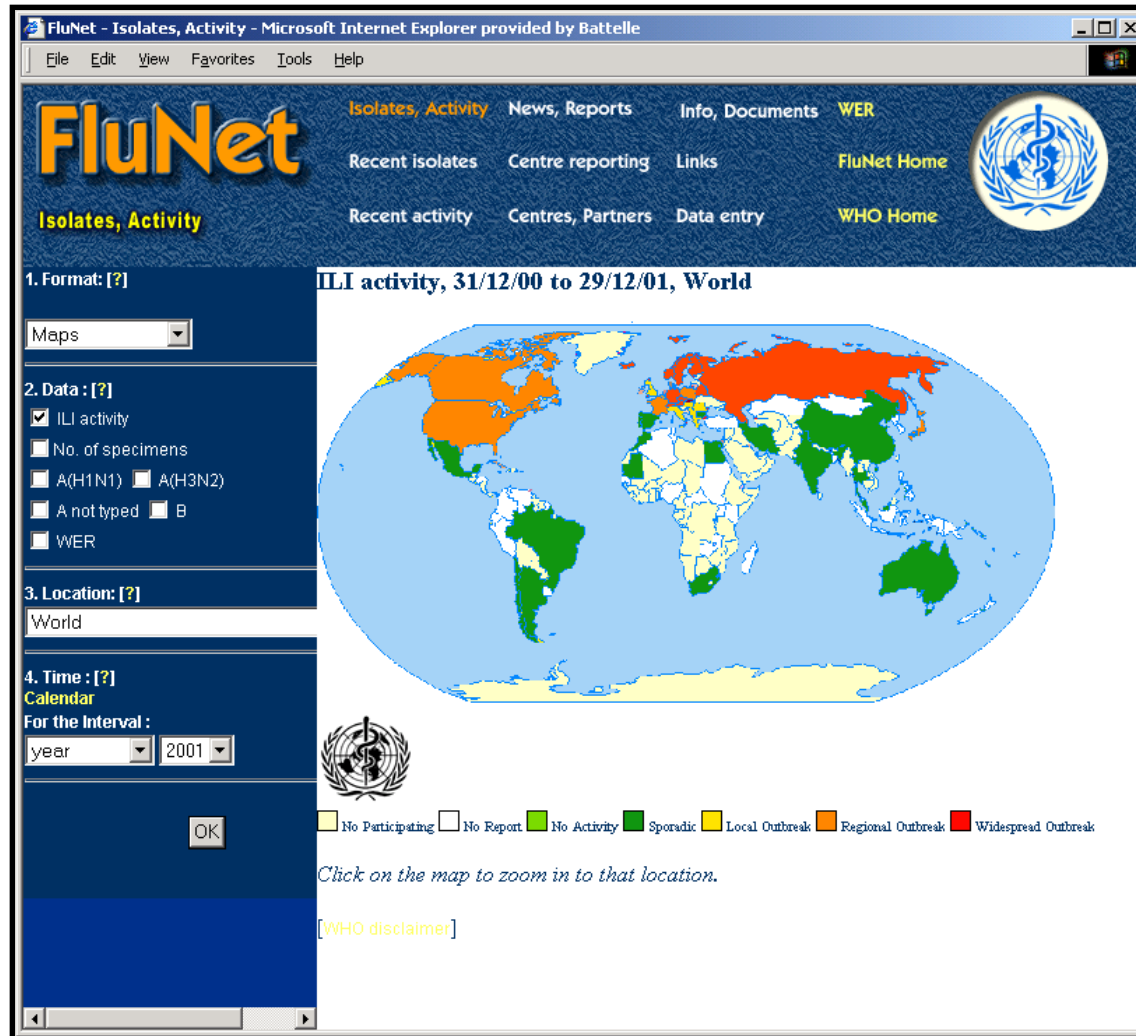 FluNet - Isolates, Activity - Microsoft Internet Explorer provided by Battelle
File Edit View Favorites Tools Help
FluNet
Isolates, Activity
Isolates, Activity News, Reports Info, Documents WER
Recent isolates Centre reporting Links FluNet Home
Recent activity Centres, Partners Data entry WHO Home
1. Format: [?]
Maps
2. Data : [?]
ILI activity
No. of specimens
A(H1N1) A(H3N2)
A not typed B
WER
3. Location: [?]
World
4. Time : [?]
Calendar
For the Interval :
year 2001
OK
ILI activity, 31/12/00 to 29/12/01, World
No Participating No Report No Activity Sporadic Local Outbreak Regional Outbreak Widespread Outbreak
Click on the map to zoom in to that location.
[WHO disclaimer]